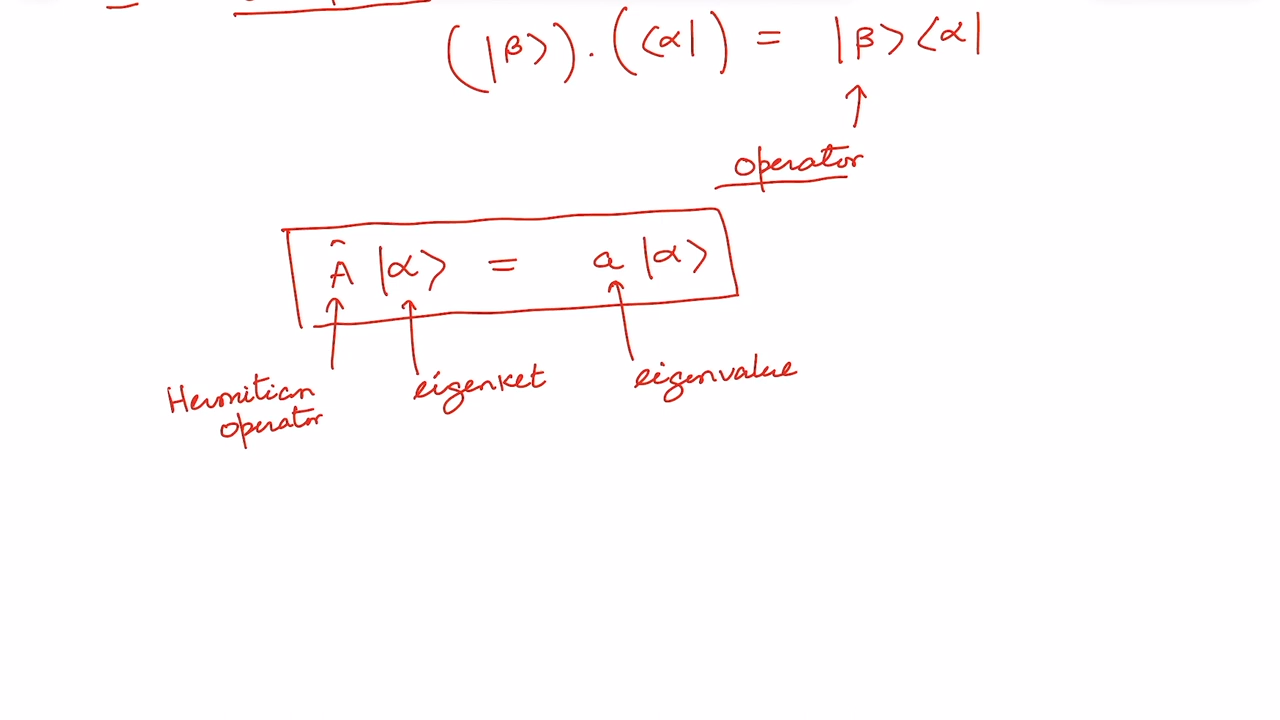 (|β⟩).(⟨α|) = |β⟩⟨α|
operator
Â |α⟩ = a |α⟩
Hermitian operator
eigenket
eigenvalue